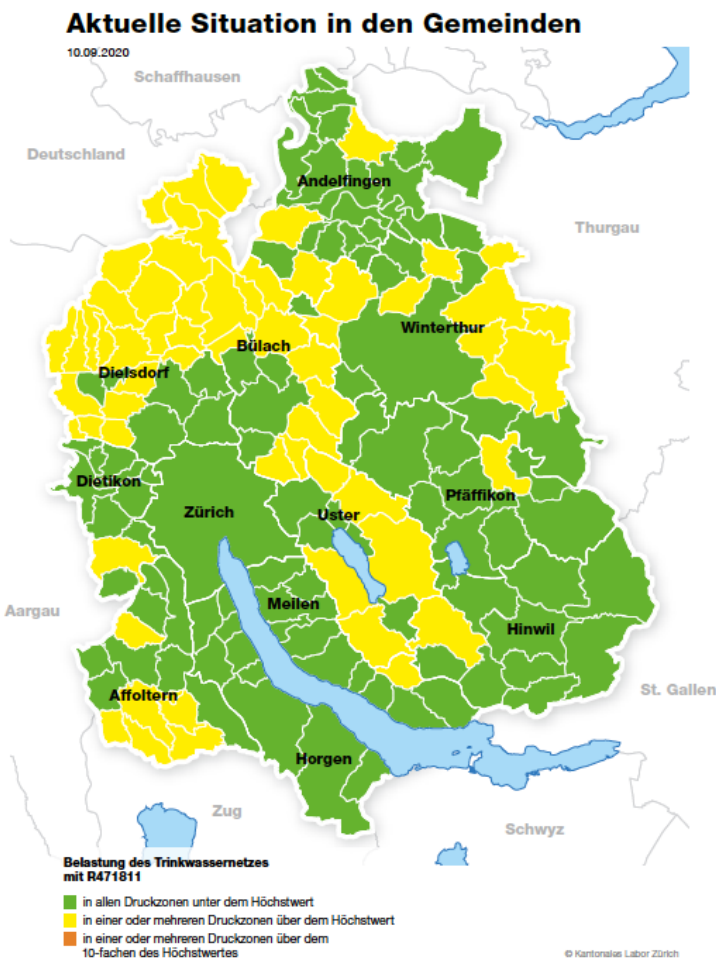 Aktuelle Situation in den Gemeinden
10.09.2020
Schaffhausen
Deutschland
Andelfingen
Thurgau
Winterthur
Bülach
Dielsdorf
Dietikon
Pfäffikon
Zürich
Uster
Aargau
Meilen
Hinwil
St. Gallen
Affoltern
Horgen
Zug
Schwyz
Belastung des Trinkwassernetzes
mit R471811
in allen Druckzonen unter dem Höchstwert
in einer oder mehreren Druckzonen über dem Höchstwert
in einer oder mehreren Druckzonen über dem
10-fachen des Höchstwertes
© Kantonales Labor Zürich